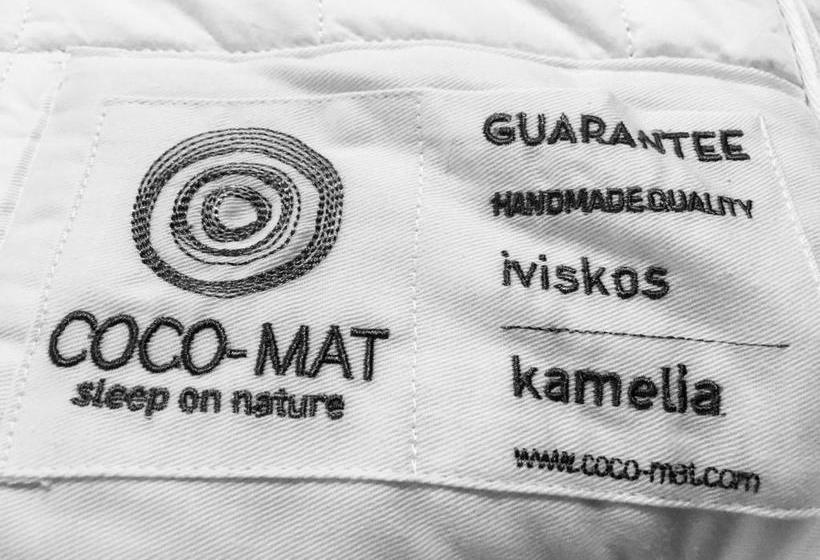 COCO-MAT
sleep on nature
GUARANTEE
HANDMADE QUALITY
iviskos
kamelia
www.coco-mat.com